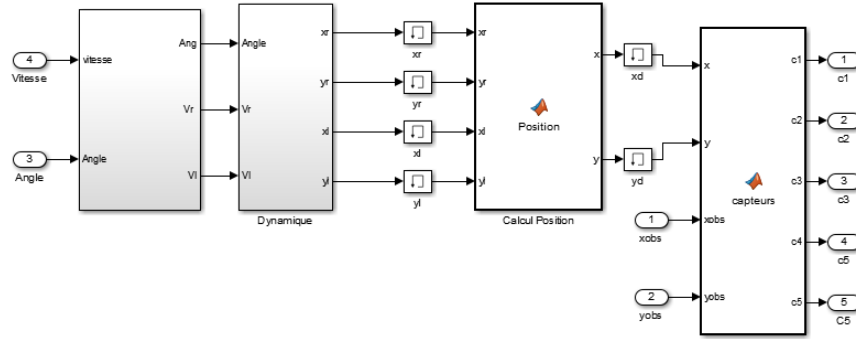 4
Vitesse
3
Angle
vitesse
Angle
Ang
Vr
Vl
Angle
Vr
Vl
xr
yr
xl
yl
Dynamique
xr
yr
xl
yl
xr
yr
xl
yl
Position
x
y
Calcul Position
xd
yd
1
xobs
2
yobs
x
y
xobs
yobs
capteurs
c1
c2
c3
c4
c5
1
c1
2
c2
3
c3
4
c5
5
C5